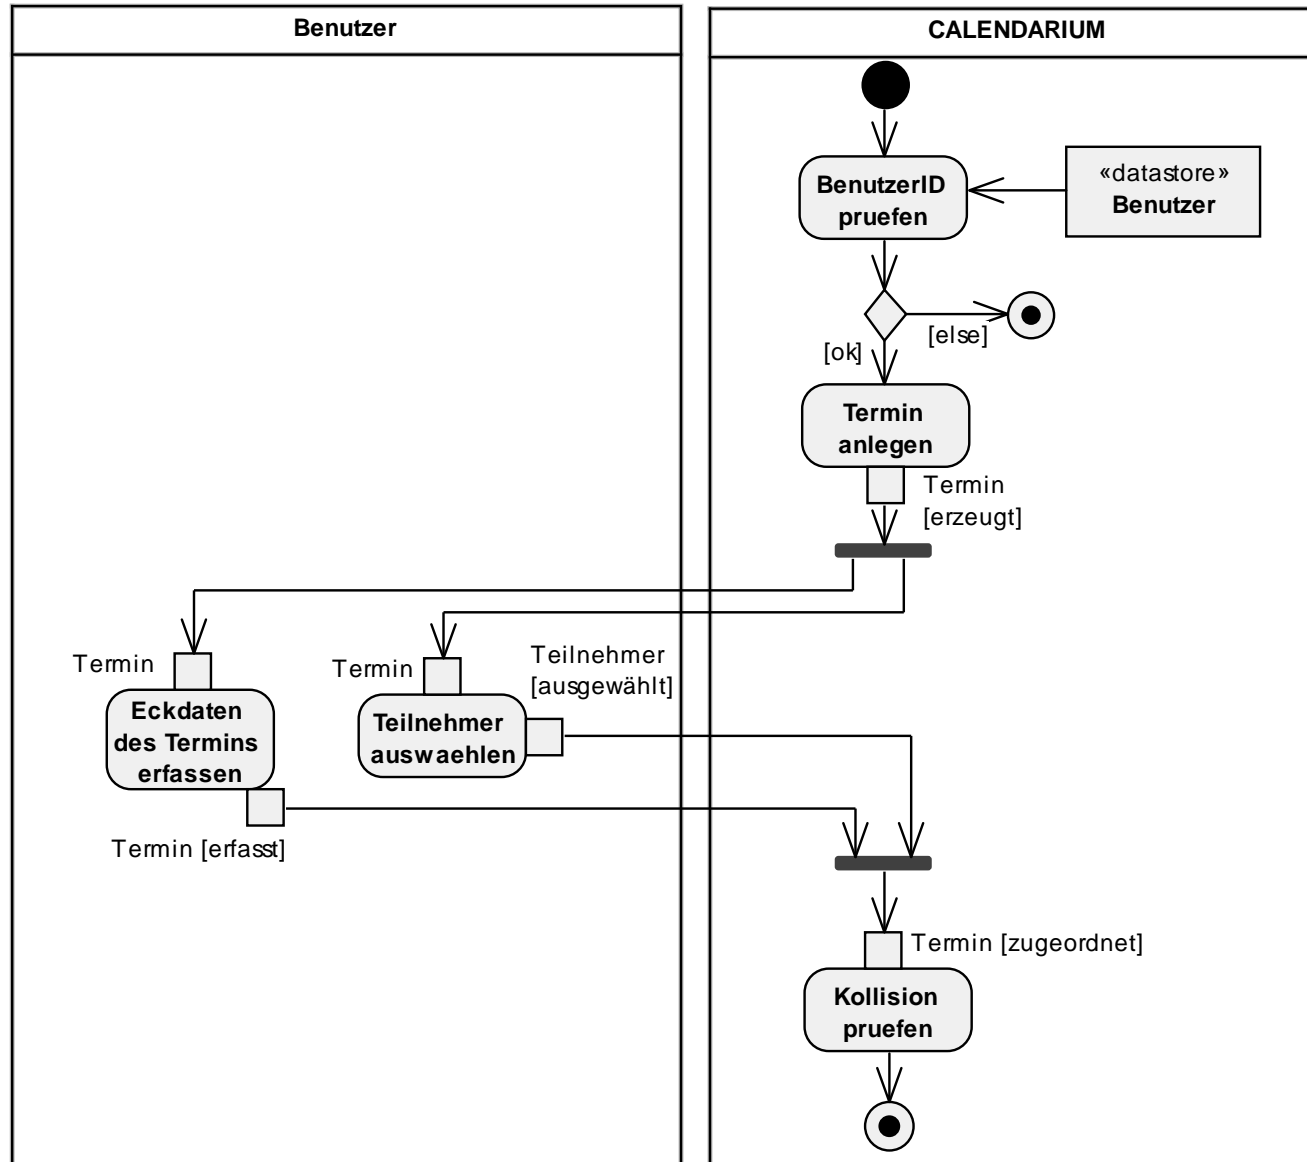 Benutzer
CALENDARIUM
BenutzerID
pruefen
«datastore»
Benutzer
[else]
[ok]
Termin
anlegen
Termin
[erzeugt]
Termin
Termin
Teilnehmer
[ausgewählt]
Eckdaten
des Termins
erfassen
Teilnehmer
auswaehlen
Termin [erfasst]
Termin [zugeordnet]
Kollision
pruefen